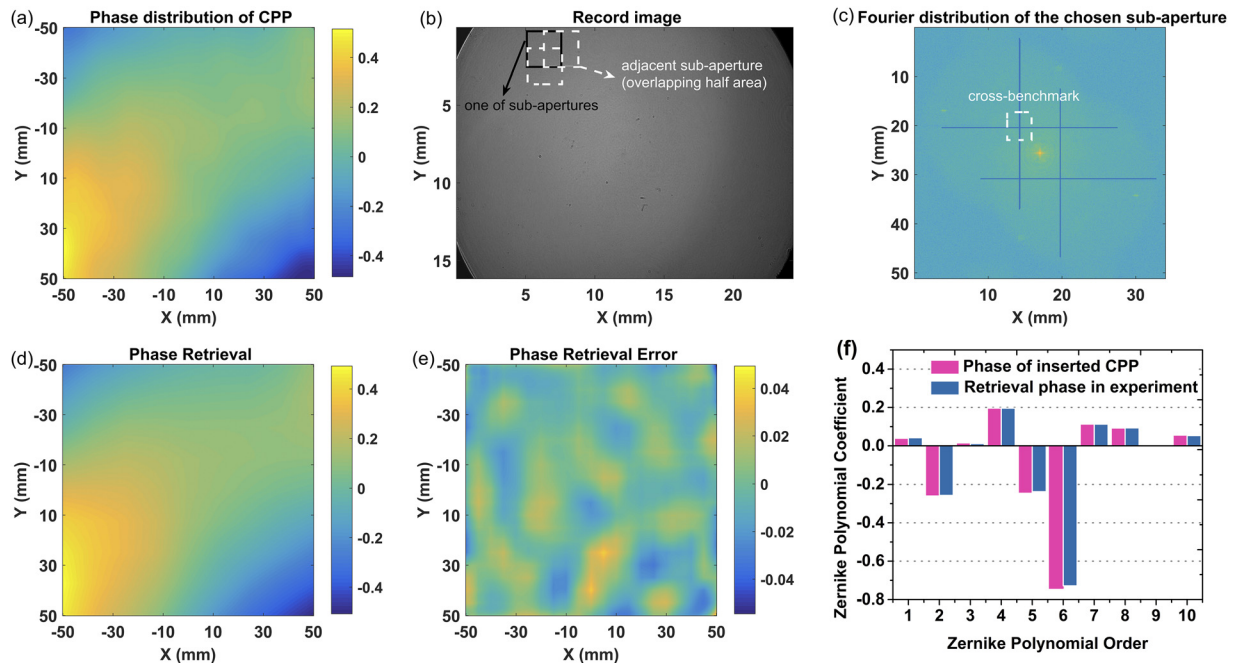 (a) Phase distribution of CPP
-50
-30
-10
10
30
50
Y (mm)
-50 -30 -10 10 30 50
X (mm)
0.4
0.2
0
-0.2
-0.4
(b) Record image
one of sub-apertures
adjacent sub-aperture
(overlapping half area)
5
10
15
Y (mm)
5 10 15 20
X (mm)
(c) Fourier distribution of the chosen sub-aperture
cross-benchmark
10
20
30
40
50
Y (mm)
10 20 30
X (mm)
(d) Phase Retrieval
-50
-30
-10
10
30
50
Y (mm)
-50 -30 -10 10 30 50
X (mm)
0.4
0.2
0
-0.2
-0.4
(e) Phase Retrieval Error
-50
-30
-10
10
30
50
Y (mm)
-50 -30 -10 10 30 50
X (mm)
0.04
0.02
0
-0.02
-0.04
(f)
Phase of inserted CPP
Retrieval phase in experiment
0.4
0.2
0.0
-0.2
-0.4
-0.6
-0.8
Zernike Polynomial Coefficient
1 2 3 4 5 6 7 8 9 10
Zernike Polynomial Order